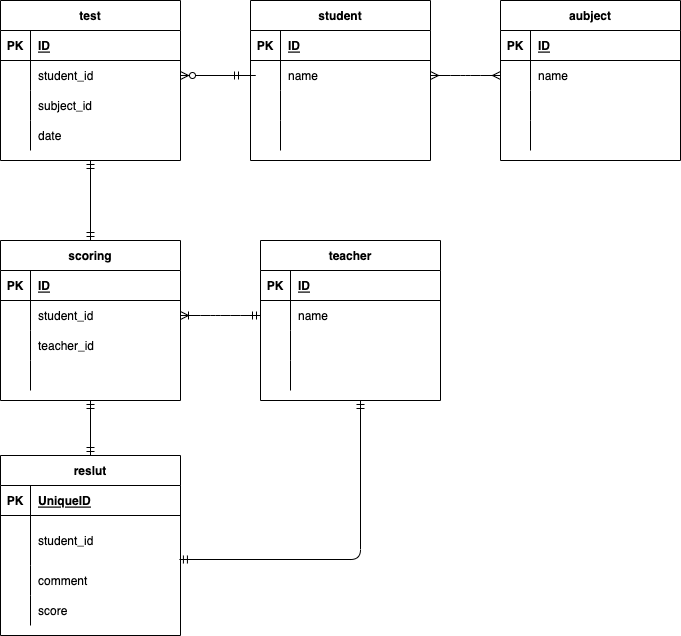 test
PK ID
student_id
subject_id
date
student
PK ID
name
aubject
PK ID
name
scoring
PK ID
student_id
teacher_id
teacher
PK ID
name
reslut
PK UniqueID
student_id
comment
score